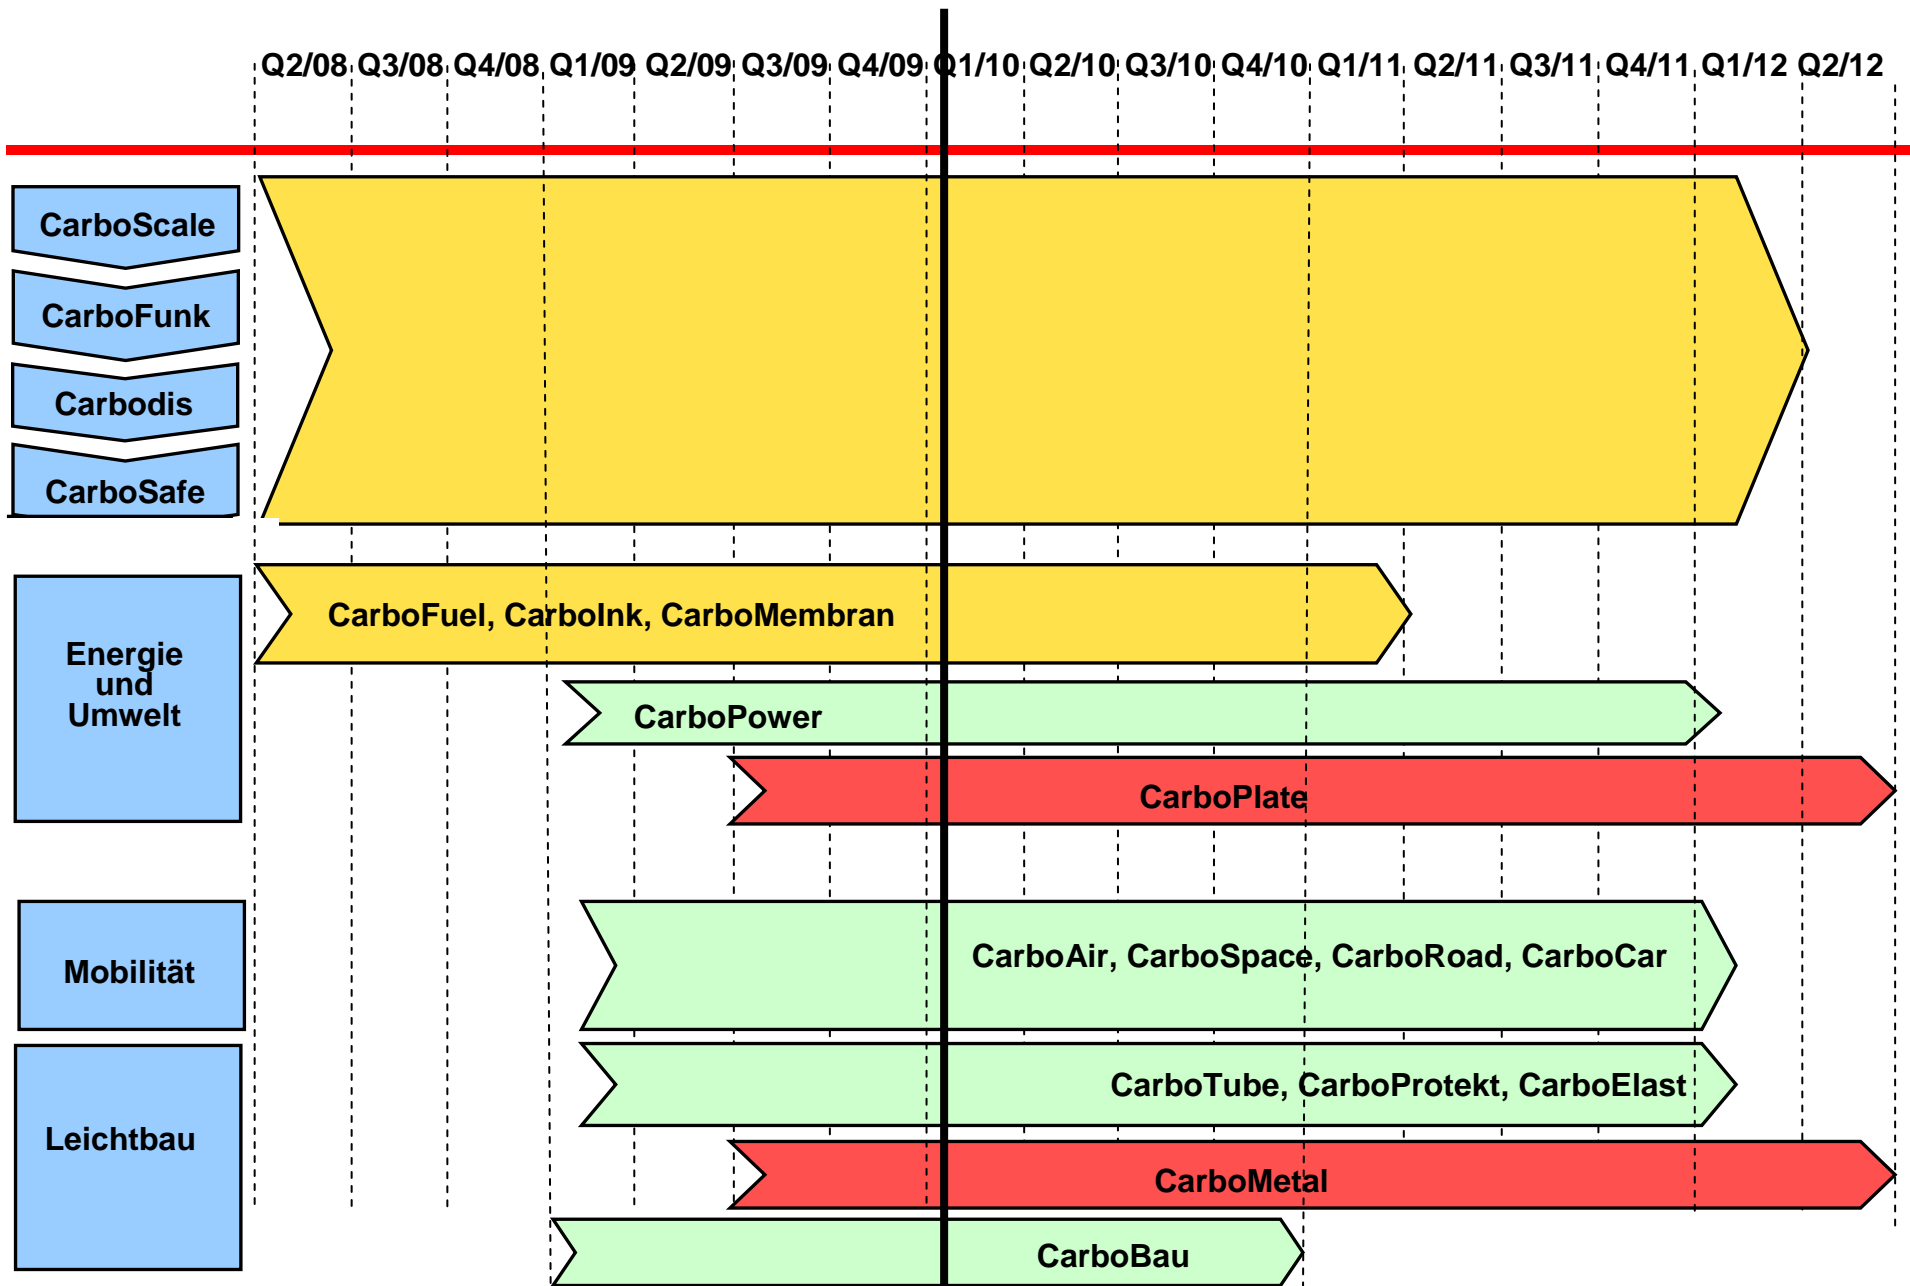 Q2/08 Q3/08 Q4/08 Q1/09 Q2/09 Q3/09 Q4/09 Q1/10 Q2/10 Q3/10 Q4/10 Q1/11 Q2/11 Q3/11 Q4/11 Q1/12 Q2/12
CarboScale
CarboFunk
Carbodis
CarboSafe
Energie
und
Umwelt
CarboFuel, CarboInk, CarboMembran
CarboPower
CarboPlate
Mobilität
CarboAir, CarboSpace, CarboRoad, CarboCar
Leichtbau
CarboTube, CarboProtekt, CarboElast
CarboMetal
CarboBau